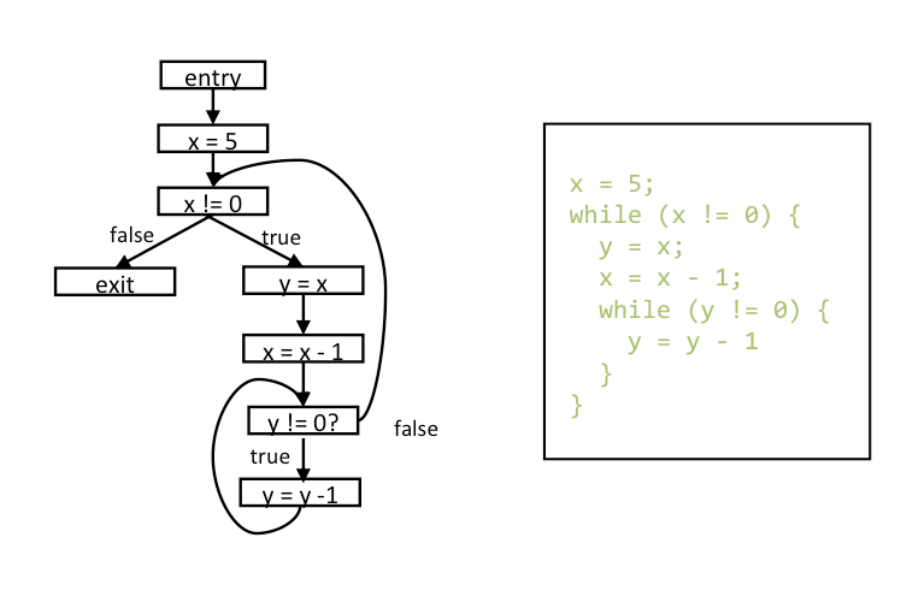 entry
x = 5
x != 0
false
true
exit
y = x
x = x - 1
y != 0?
false
true
y = y -1
x = 5;
while (x != 0) {
y = x;
x = x - 1;
while (y != 0) {
y = y - 1
}
}